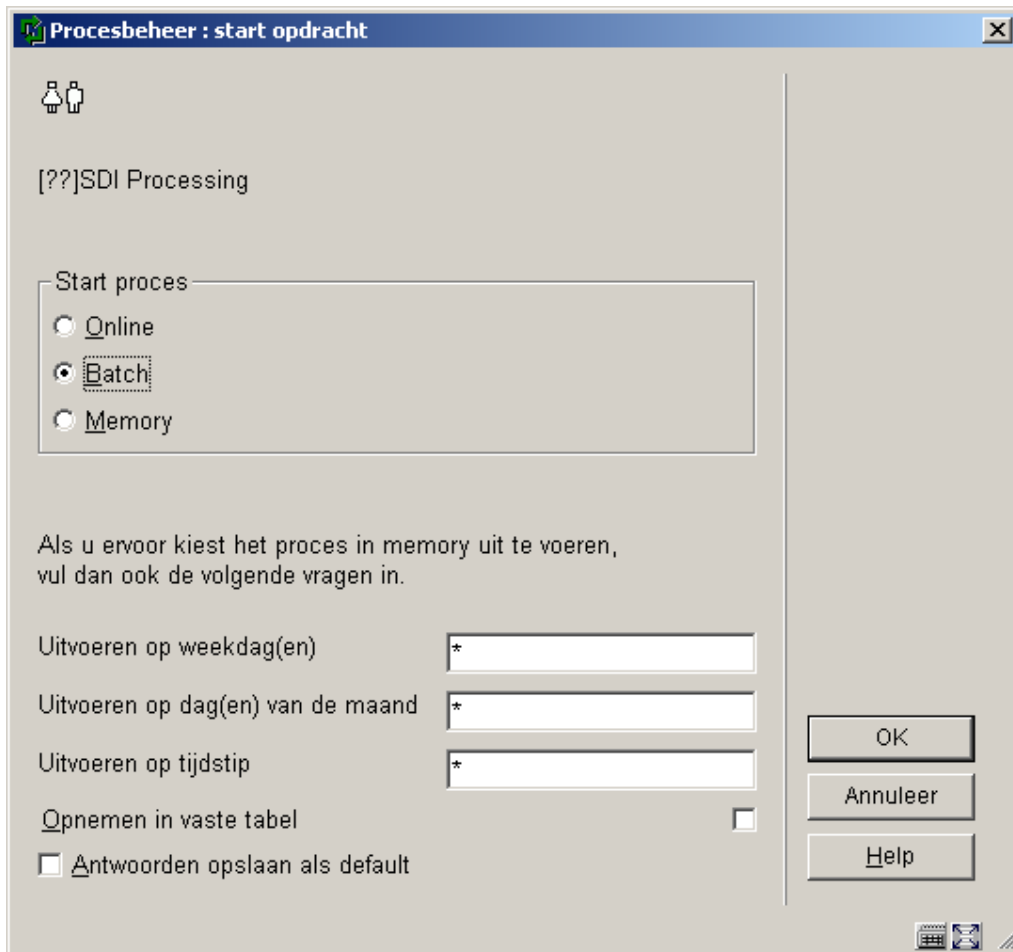 Procesbeheer : start opdracht
[??]SDI Processing
Start proces
Online
Batch
Memory
Als u ervoor kiest het proces in memory uit te voeren,
vul dan ook de volgende vragen in.
Uitvoeren op weekdag(en) *
Uitvoeren op dag(en) van de maand *
Uitvoeren op tijdstip *
Opnemen in vaste tabel
Antwoorden opslaan als default
OK
Annuleer
Help